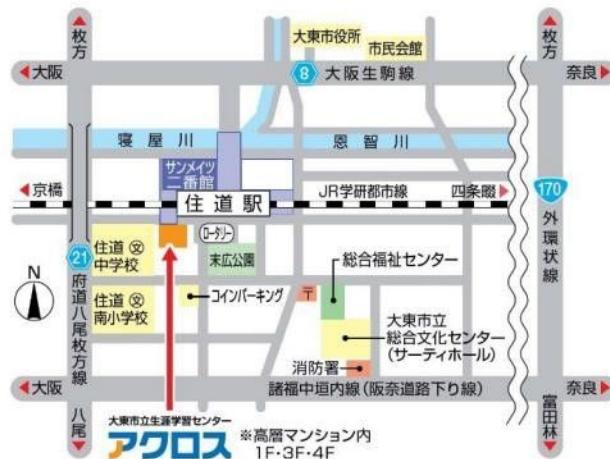 枚方
大東市役所
市民会館
枚方
大阪
8
大阪生駒線
奈良
寝屋川
恩智川
サンメイツ
二番館
京橋
住道駅
JR学研都市線
四条畷
170
外環状線
住道 文
中学校
ロータリー
末広公園
21
府道八尾枚方線
N
住道 文
南小学校
コインパーキング
〒
総合福祉センター
大東市立
総合文化センター
(サーティホール)
消防署
大阪
諸福中垣内線(阪奈道路下り線)
奈良
八尾
富田林
大東市立生涯学習センター
アクロス
※高層マンション内
1F・3F・4F